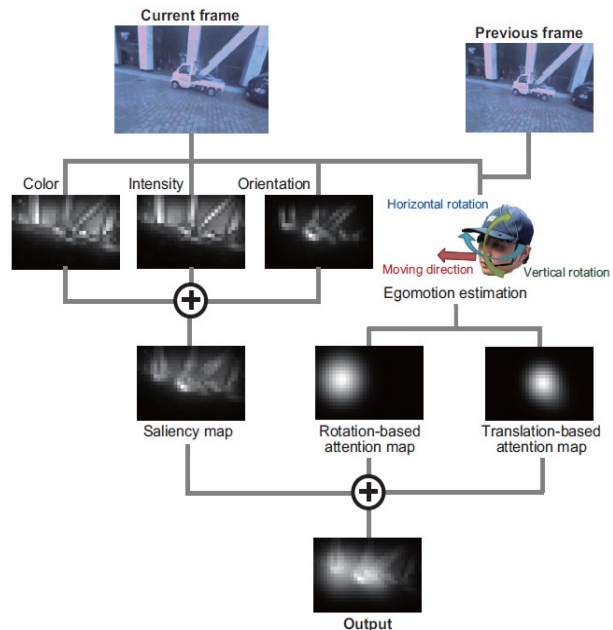 Current frame
Previous frame
Color
Intensity
Orientation
Horizontal rotation
Moving direction
Vertical rotation
Egomotion estimation
Saliency map
Rotation-based
attention map
Translation-based
attention map
Output